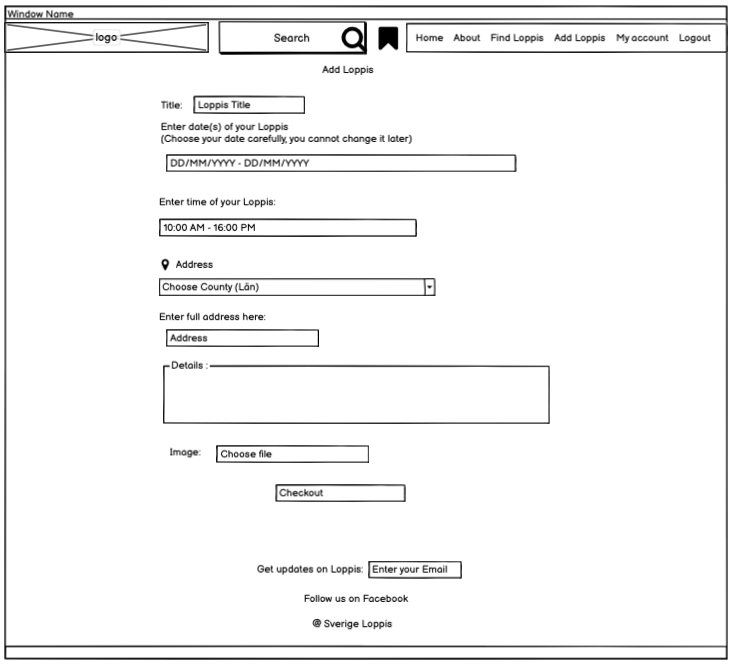 Window Name
logo
Search
Home About Find Loppis Add Loppis My account Logout
Add Loppis
Title: Loppis Title
Enter date(s) of your Loppis
(Choose your date carefully, you cannot change it later)
DD/MM/YYYY - DD/MM/YYYY
Enter time of your Loppis:
10:00 AM - 16:00 PM
Address
Choose County (Län)
Enter full address here:
Address
Details :
Image: Choose file
Checkout
Get updates on Loppis: Enter your Email
Follow us on Facebook
@ Sverige Loppis